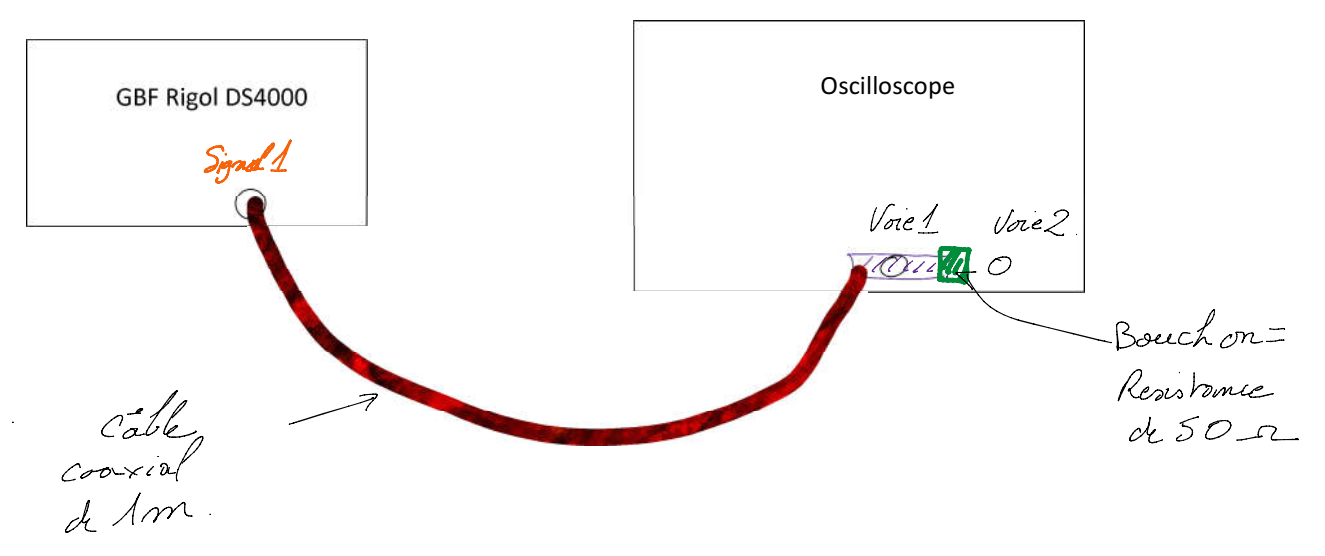 GBF Rigol DS4000
Signal 1
Oscilloscope
Voie 1
Voie 2
Bouchon =
Resistance
de 50 Ω
Câble
coaxial
de 1m.